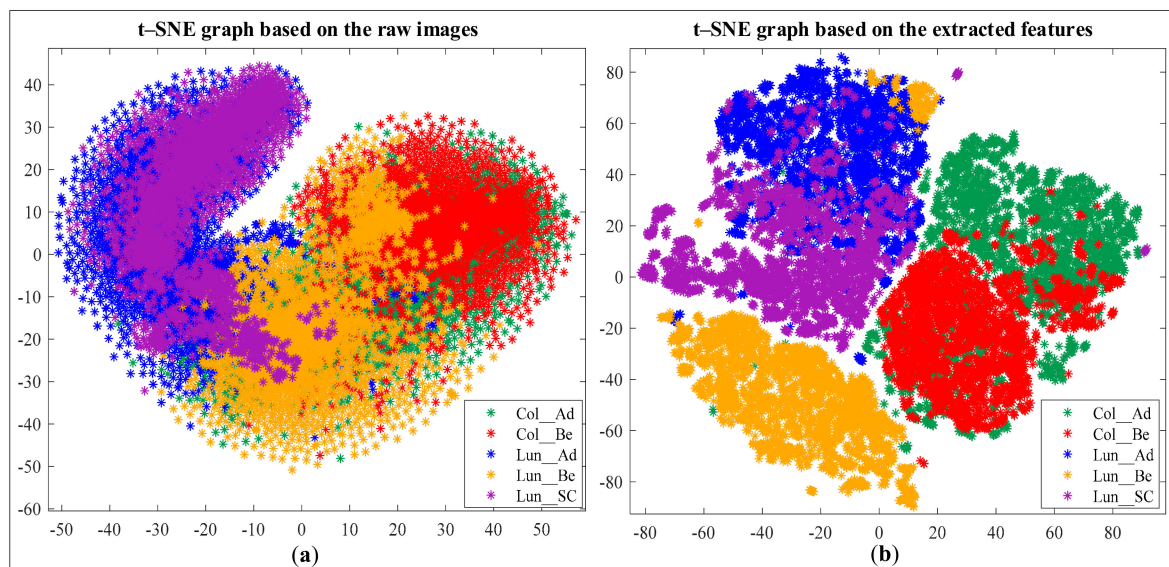 t–SNE graph based on the raw images
40
30
20
10
0
-10
-20
-30
-40
-50
-60
-50 -40 -30 -20 -10 0 10 20 30 40 50
Col__Ad
Col__Be
Lun__Ad
Lun__Be
Lun__SC
(a)
t–SNE graph based on the extracted features
80
60
40
20
0
-20
-40
-60
-80
-80 -60 -40 -20 0 20 40 60 80
Col__Ad
Col__Be
Lun__Ad
Lun__Be
Lun__SC
(b)